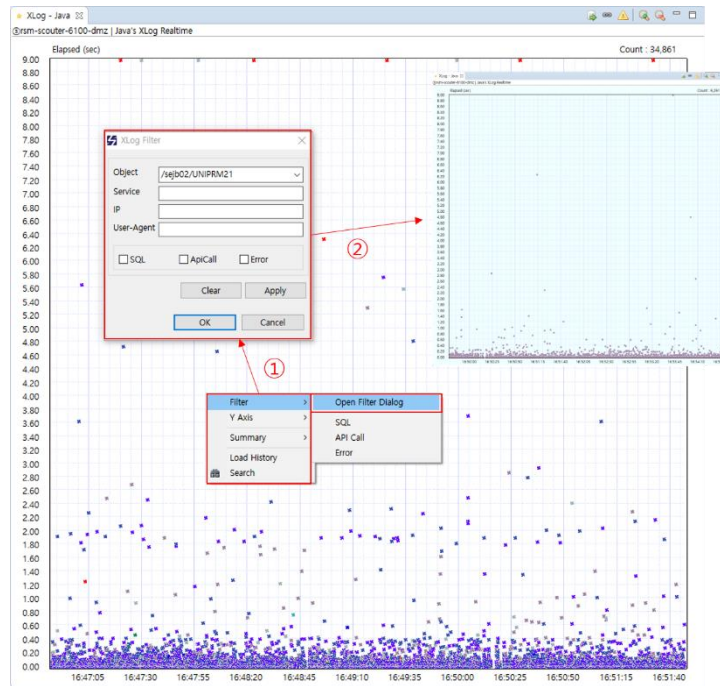 XLog - Java
①rsm-scouter-6100-dmz | Java's XLog Realtime
Elapsed (sec)
Count : 34,861
9.00
8.80
8.60
8.40
8.20
8.00
7.80
7.60
7.40
7.20
7.00
6.80
6.60
6.40
6.20
6.00
5.80
5.60
5.40
5.20
5.00
4.80
4.60
4.40
4.20
4.00
3.80
3.60
3.40
3.20
3.00
2.80
2.60
2.40
2.20
2.00
1.80
1.60
1.40
1.20
1.00
0.80
0.60
0.40
0.20
0.00
16:47:05 16:47:30 16:47:55 16:48:20 16:48:45 16:49:10 16:49:35 16:50:00 16:50:25 16:50:50 16:51:15 16:51:40
XLog Filter
Object /sejb02/UNIPRM21
Service
IP
User-Agent
SQL ApiCall Error
Clear Apply
OK Cancel
①
②
Filter
Y Axis
Summary
Load History
Search
Open Filter Dialog
SQL
API Call
Error
XLog - Java
Elapsed (sec)